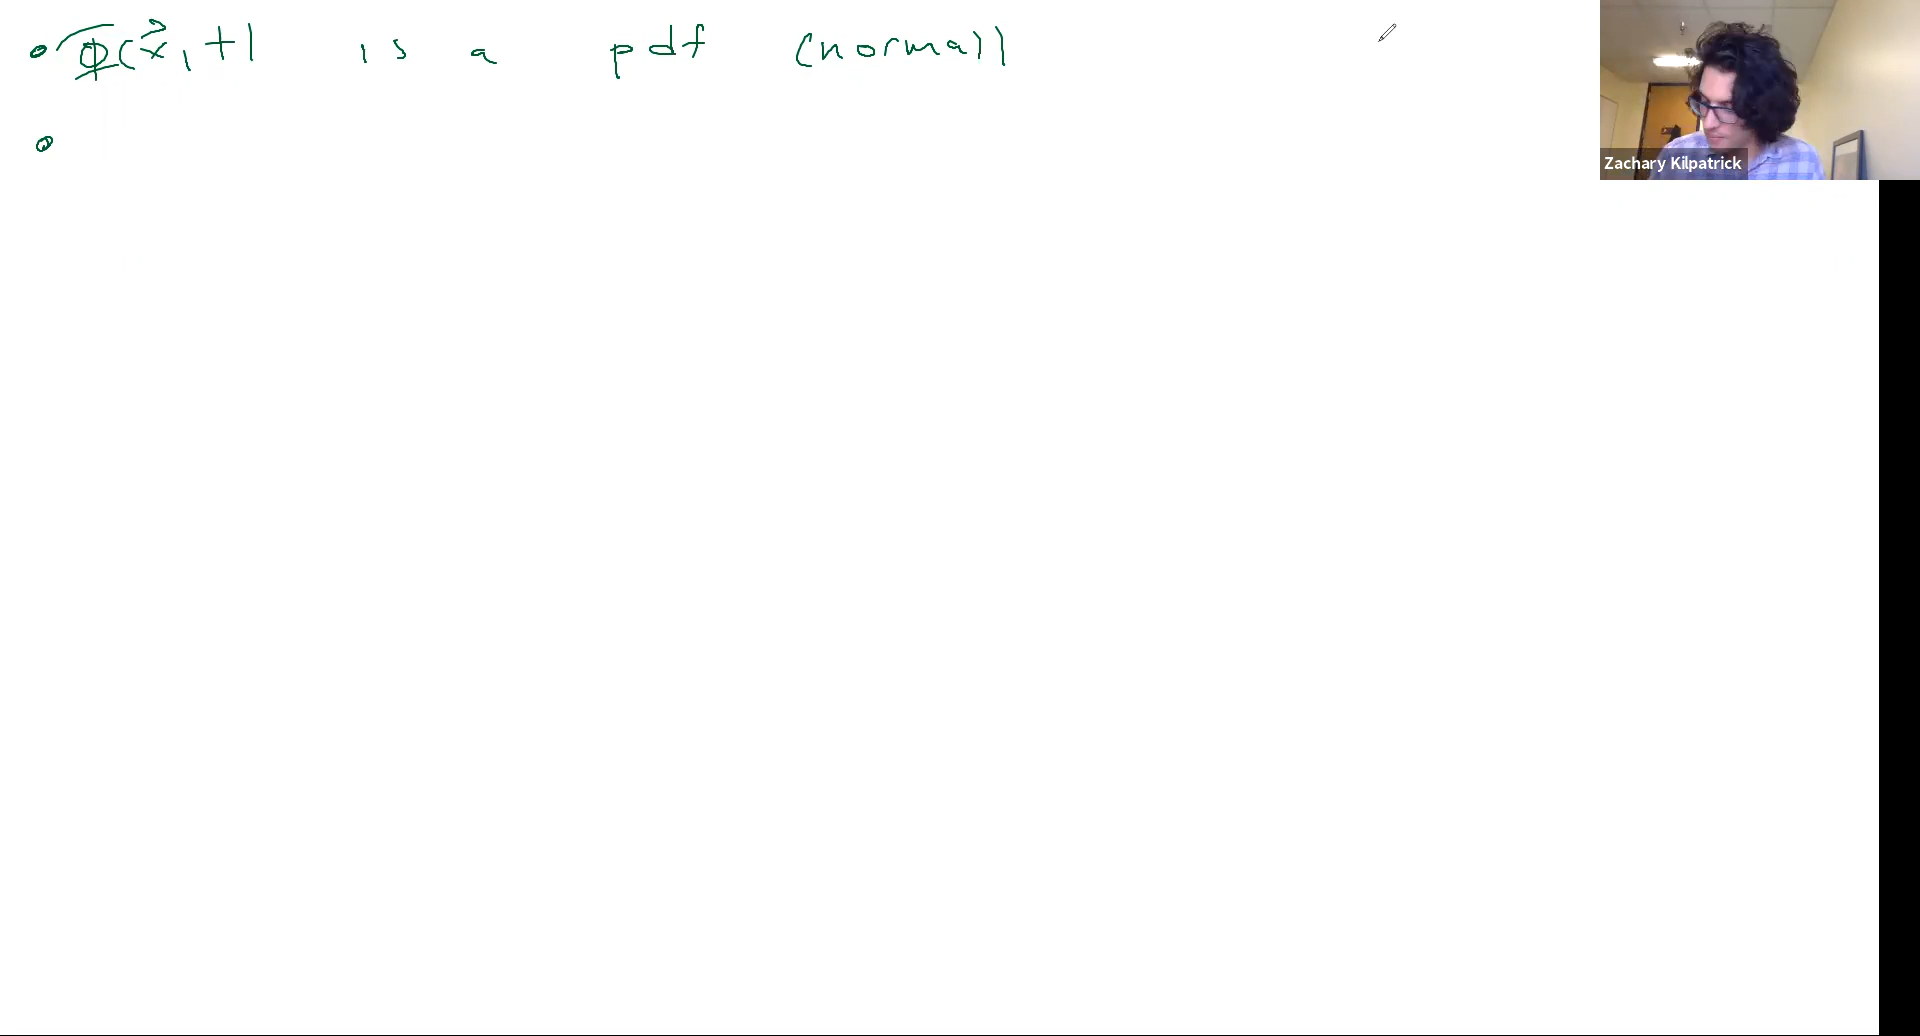 • Φ(x⃗, t) is a pdf (normal)
•
Zachary Kilpatrick